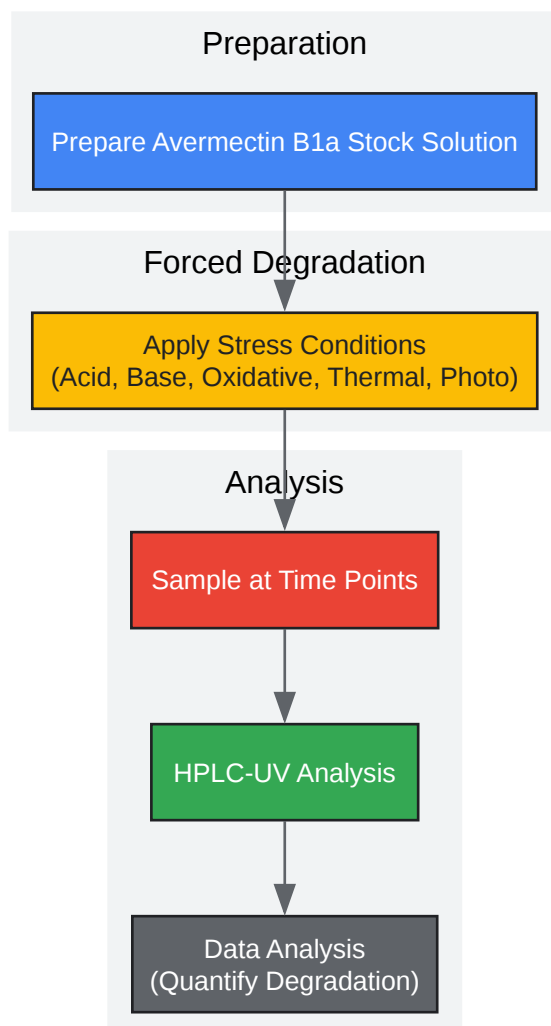 Preparation
Prepare Avermectin B1a Stock Solution
Forced Degradation
Apply Stress Conditions
(Acid, Base, Oxidative, Thermal, Photo)
Analysis
Sample at Time Points
HPLC-UV Analysis
Data Analysis
(Quantify Degradation)